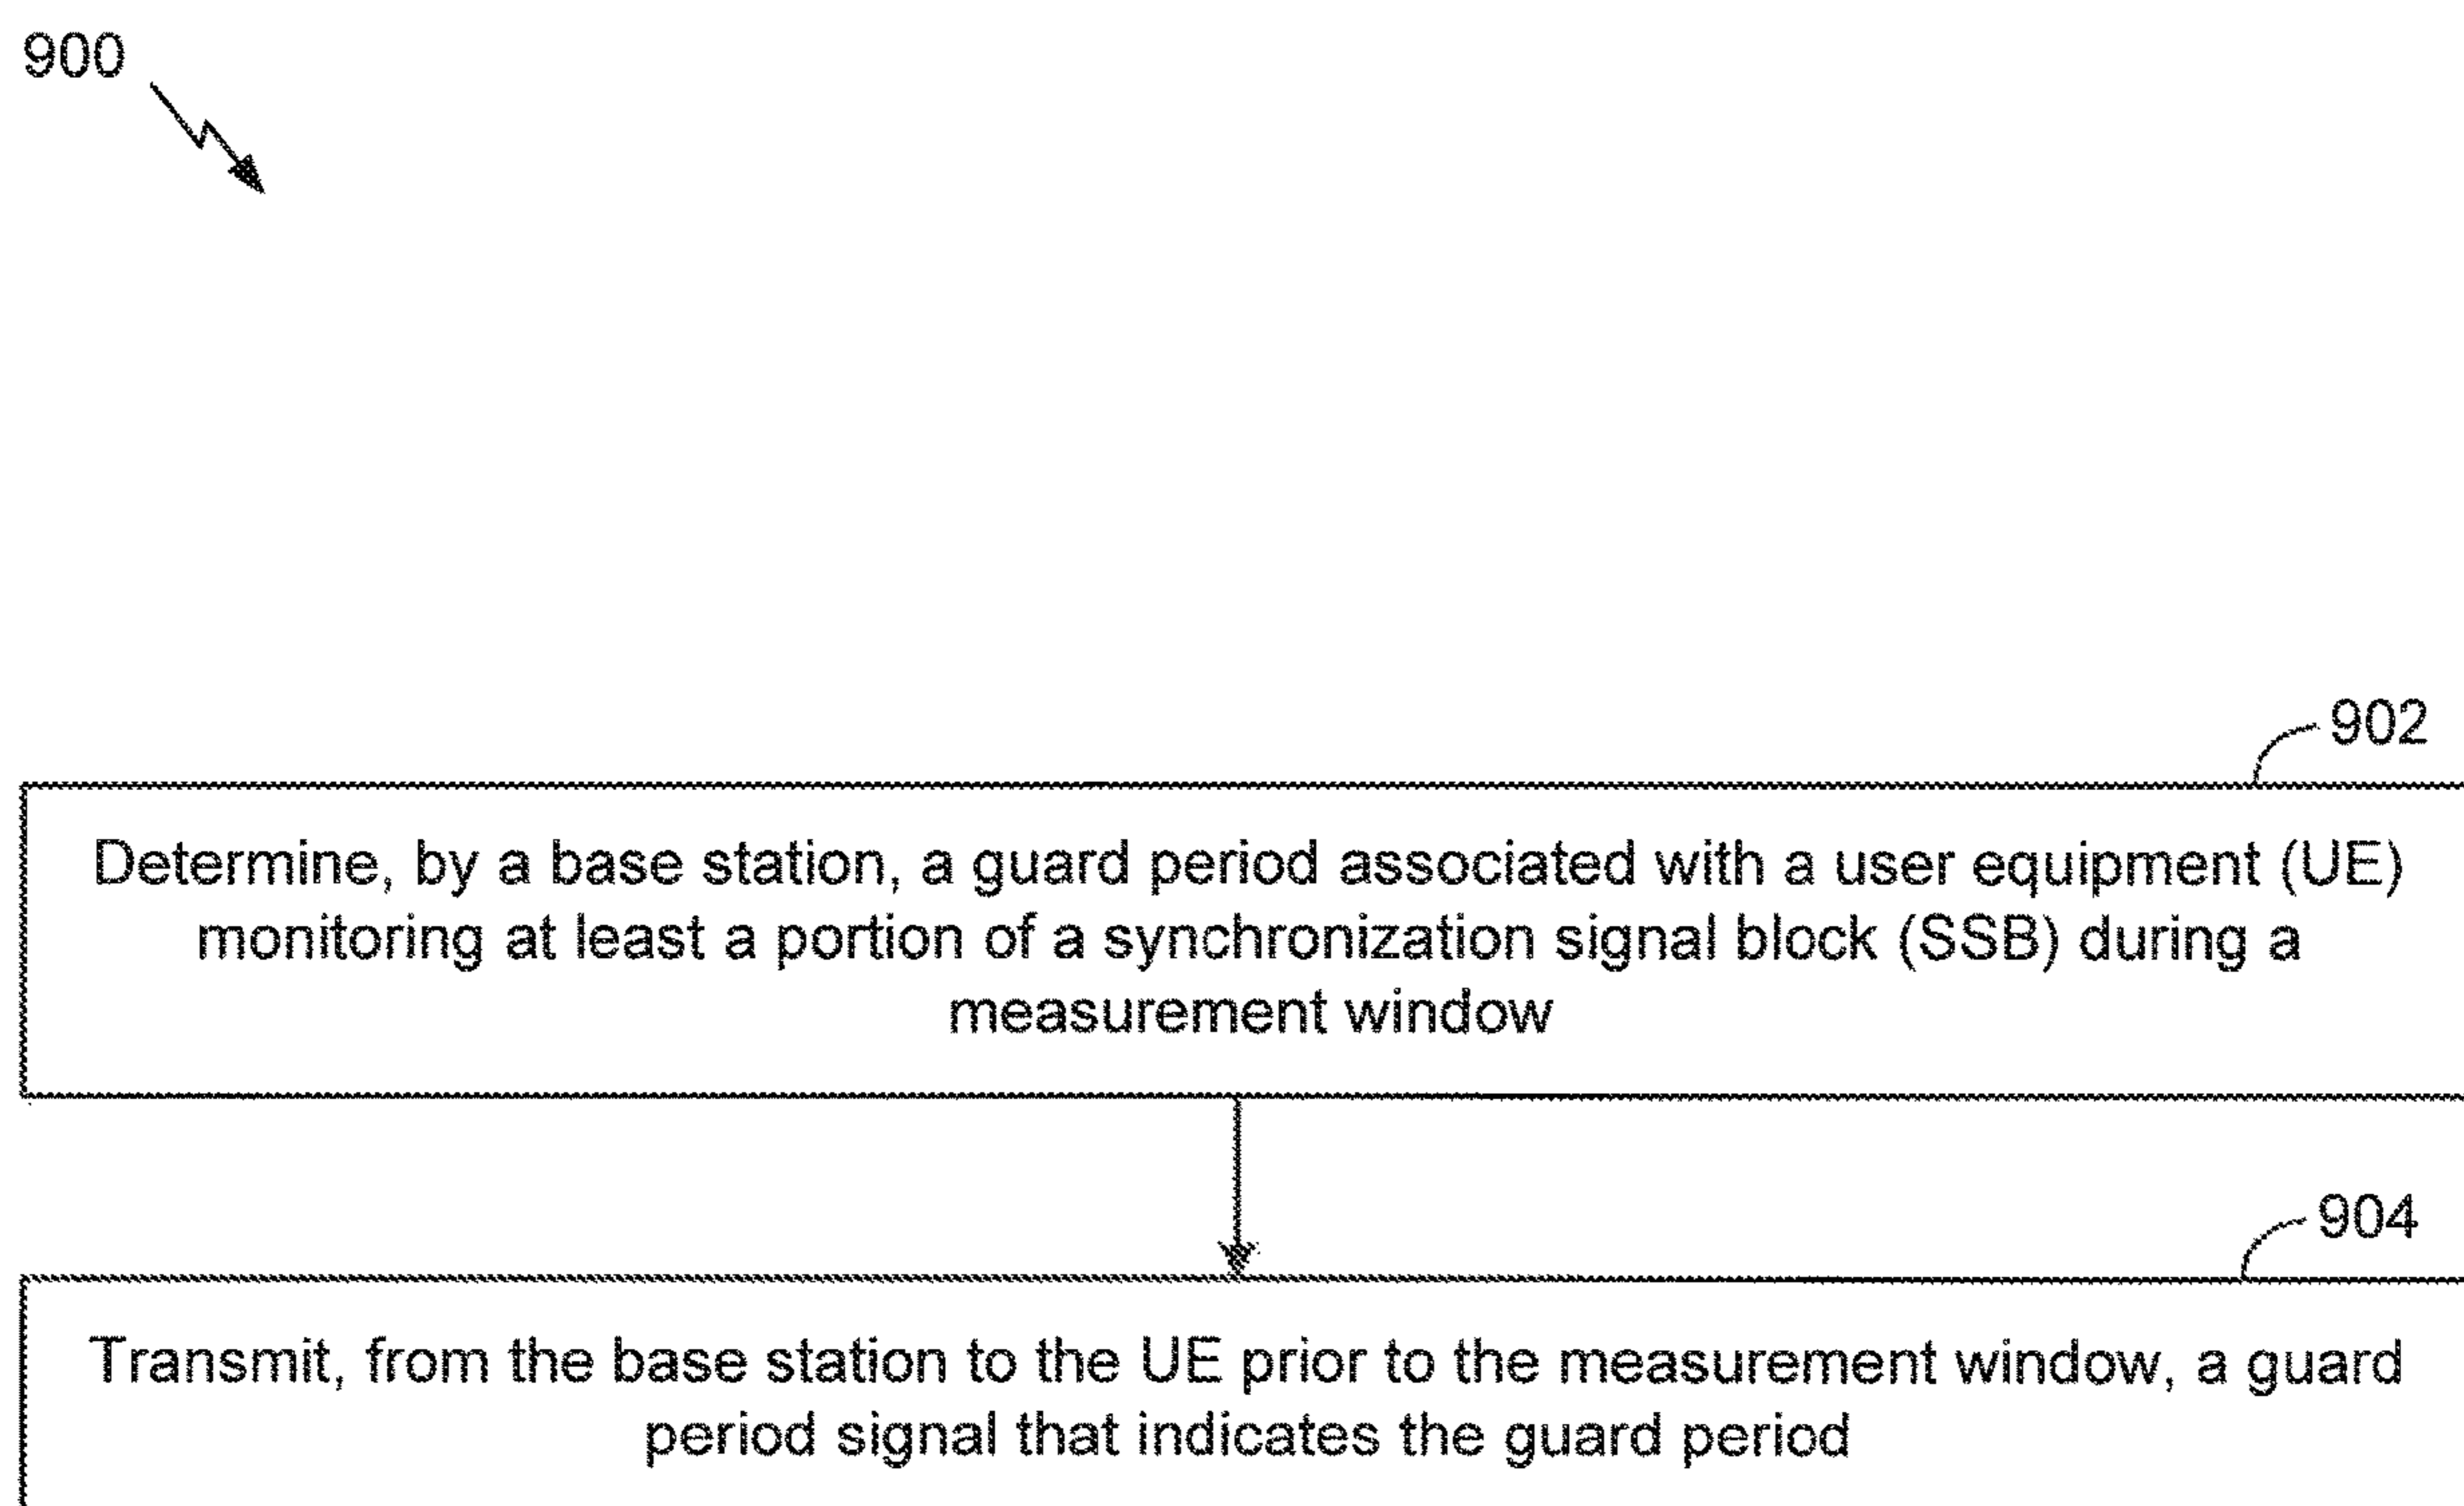 900
902
Determine, by a base station, a guard period associated with a user equipment (UE)
monitoring at least a portion of a synchronization signal block (SSB) during a
measurement window
904
Transmit, from the base station to the UE prior to the measurement window, a guard
period signal that indicates the guard period